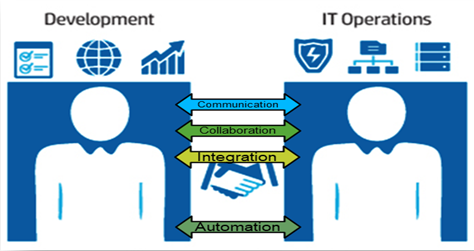 Development
IT Operations
Communication
Collaboration
Integration
Automation